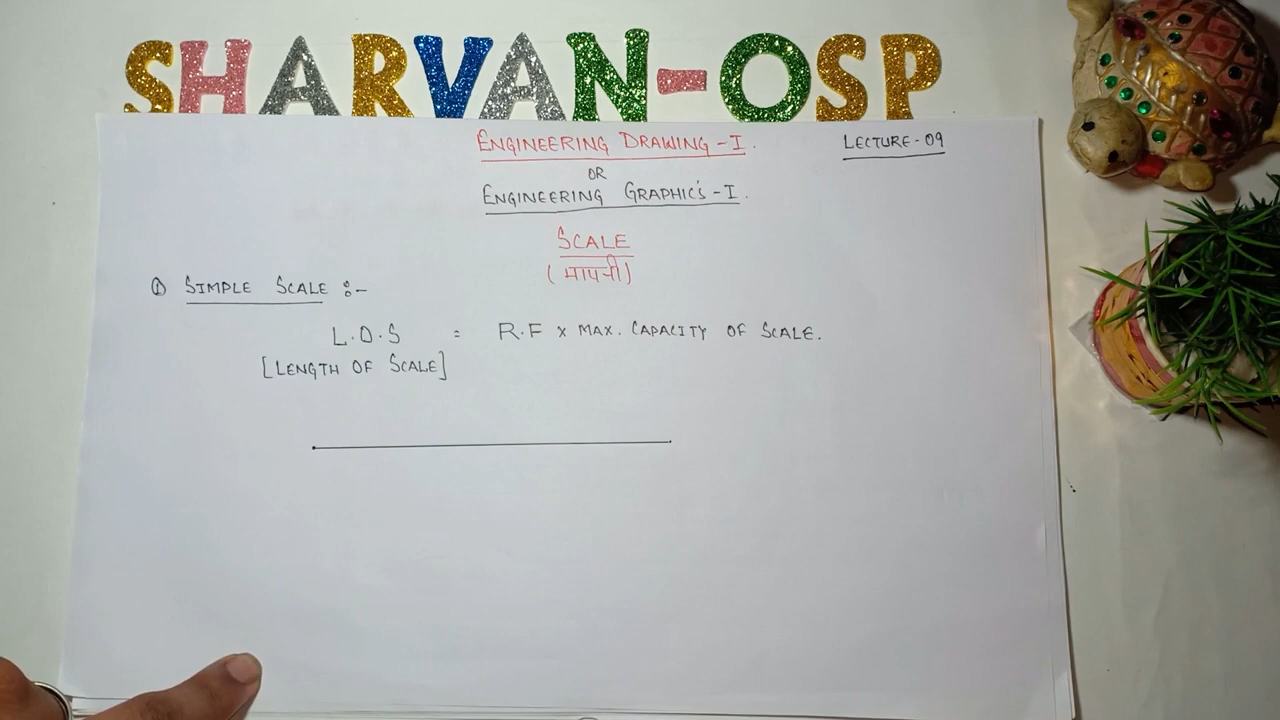 SHARVAN-OSP
ENGINEERING DRAWING-I. LECTURE-09
OR
ENGINEERING GRAPHIC'S-I.
SCALE
(मापनी)
① SIMPLE SCALE :-
L.O.S = R.F × MAX. CAPACITY OF SCALE.
[LENGTH OF SCALE]